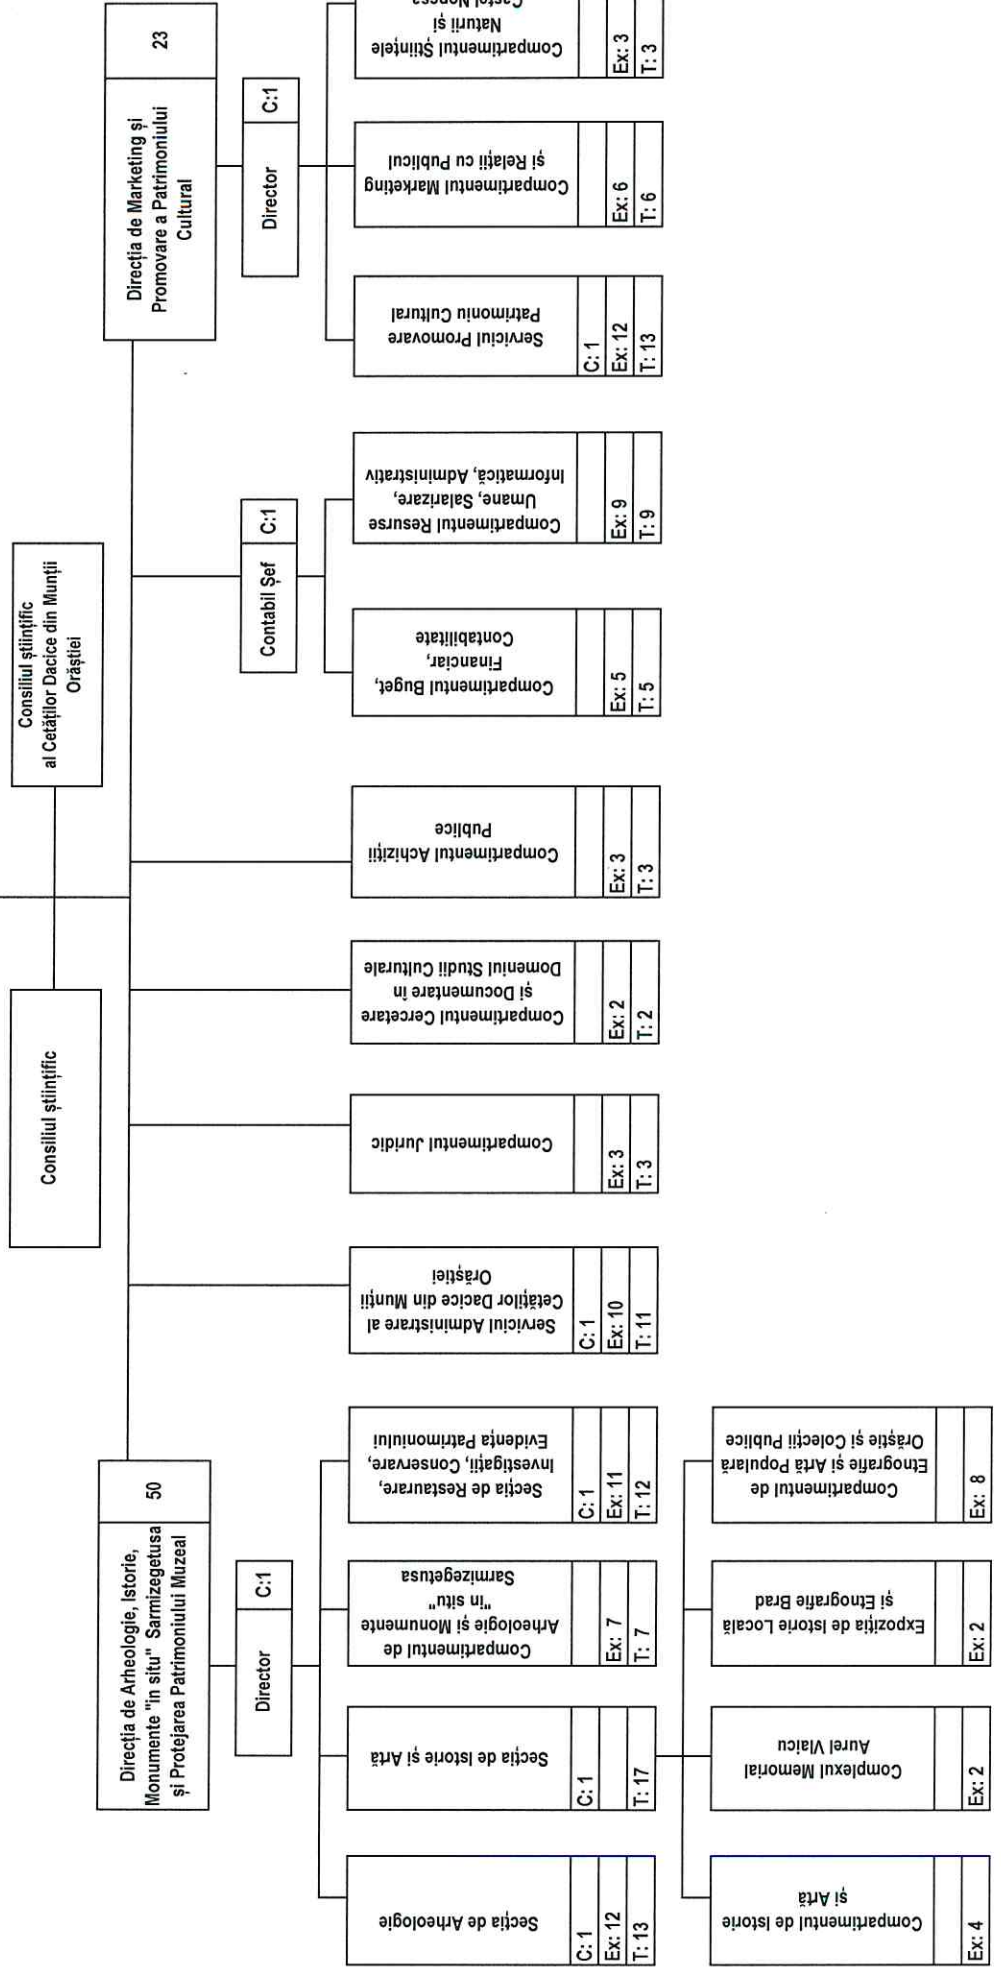 Consiliul științific
Consiliul științific
al Cetăților Dacice din Munții
Orăștiei
Direcția de Arheologie, Istorie,
Monumente "in situ" Sarmizegetusa
și Protejarea Patrimoniului Muzeal
50
Director
C:1
Secția de Arheologie
C: 1
Ex: 12
T: 13
Secția de Istorie și Artă
C: 1
T: 17
Compartimentul de
Arheologie și Monumente
"in situ"
Sarmizegetusa
Ex: 7
T: 7
Secția de Restaurare,
Investigații, Conservare,
Evidența Patrimoniului
C: 1
Ex: 11
T: 12
Compartimentul de Istorie
și Artă
Ex: 4
Complexul Memorial
Aurel Vlaicu
Ex: 2
Expoziția de Istorie Locală
și Etnografie Brad
Ex: 2
Compartimentul de
Etnografie și Artă Populară
Orăștie și Colecții Publice
Ex: 8
Serviciul Administrare al
Cetăților Dacice din Munții
Orăștiei
C: 1
Ex: 10
T: 11
Compartimentul Juridic
Ex: 3
T: 3
Compartimentul Cercetare
și Documentare în
Domeniul Studii Culturale
Ex: 2
T: 2
Compartimentul Achiziții
Publice
Ex: 3
T: 3
Contabil Șef
C:1
Compartimentul Buget,
Financiar,
Contabilitate
Ex: 5
T: 5
Compartimentul Resurse
Umane, Salarizare,
Informatică, Administrativ
Ex: 9
T: 9
Direcția de Marketing și
Promovare a Patrimoniului
Cultural
23
Director
C:1
Serviciul Promovare
Patrimoniu Cultural
C: 1
Ex: 12
T: 13
Compartimentul Marketing
și Relații cu Publicul
Ex: 6
T: 6
Compartimentul Științele
Naturii și
Ex: 3
T: 3